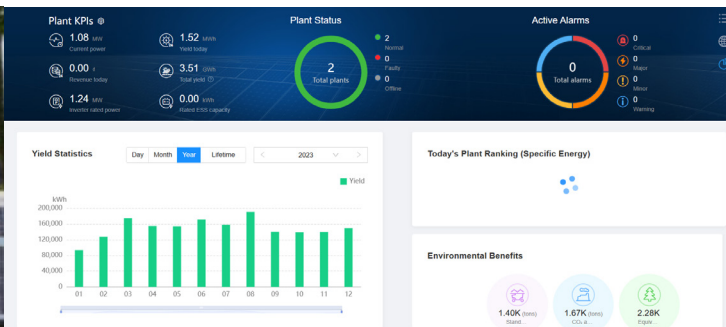 Plant KPIs
1.08 MW
Current power
1.52 MWh
Yield today
0.00
Revenue today
3.51 GWh
Total yield
1.24 MW
Inverter rated power
0.00 kWh
Rated ESS capacity
Plant Status
2
Total plants
2
Normal
0
Faulty
0
Offline
Active Alarms
0
Total alarms
0
Critical
0
Major
0
Minor
0
Warning
Yield Statistics
Day Month Year Lifetime
< 2023 >
Yield
kWh
200,000
160,000
120,000
80,000
40,000
0
01 02 03 04 05 06 07 08 09 10 11 12
Today's Plant Ranking (Specific Energy)
Environmental Benefits
1.40K (tons)
Stand...
1.67K (tons)
CO₂ a...
2.28K
Equiv...